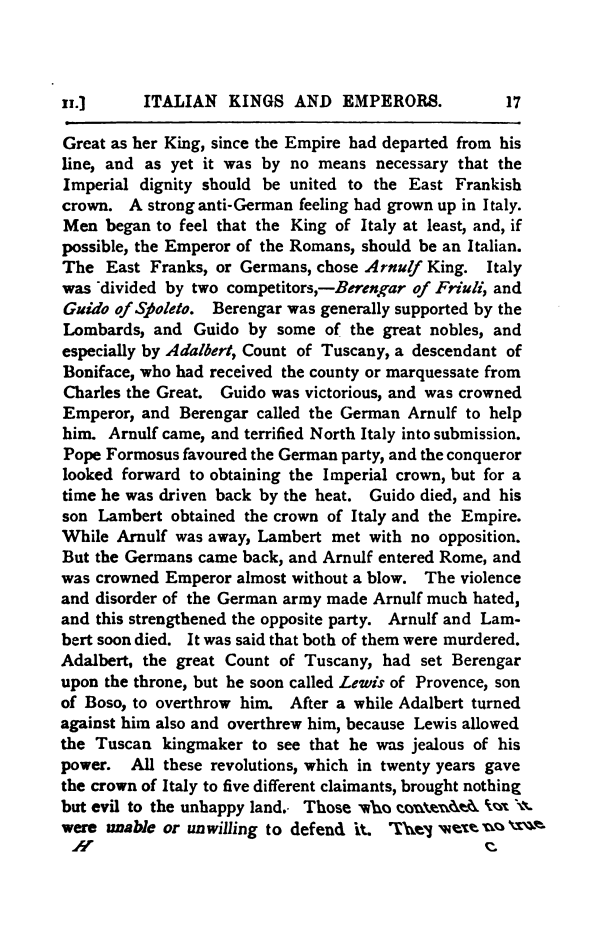 II.] ITALIAN KINGS AND EMPERORS. 17
Great as her King, since the Empire had departed from his
line, and as yet it was by no means necessary that the
Imperial dignity should be united to the East Frankish
crown. A strong anti-German feeling had grown up in Italy.
Men began to feel that the King of Italy at least, and, if
possible, the Emperor of the Romans, should be an Italian.
The East Franks, or Germans, chose Arnulf King. Italy
was divided by two competitors,—Berengar of Friuli, and
Guido of Spoleto. Berengar was generally supported by the
Lombards, and Guido by some of the great nobles, and
especially by Adalbert, Count of Tuscany, a descendant of
Boniface, who had received the county or marquessate from
Charles the Great. Guido was victorious, and was crowned
Emperor, and Berengar called the German Arnulf to help
him. Arnulf came, and terrified North Italy into submission.
Pope Formosus favoured the German party, and the conqueror
looked forward to obtaining the Imperial crown, but for a
time he was driven back by the heat. Guido died, and his
son Lambert obtained the crown of Italy and the Empire.
While Arnulf was away, Lambert met with no opposition.
But the Germans came back, and Arnulf entered Rome, and
was crowned Emperor almost without a blow. The violence
and disorder of the German army made Arnulf much hated,
and this strengthened the opposite party. Arnulf and Lam-
bert soon died. It was said that both of them were murdered.
Adalbert, the great Count of Tuscany, had set Berengar
upon the throne, but he soon called Lewis of Provence, son
of Boso, to overthrow him. After a while Adalbert turned
against him also and overthrew him, because Lewis allowed
the Tuscan kingmaker to see that he was jealous of his
power. All these revolutions, which in twenty years gave
the crown of Italy to five different claimants, brought nothing
but evil to the unhappy land. Those who contended for it
were unable or unwilling to defend it. They were no true
H C